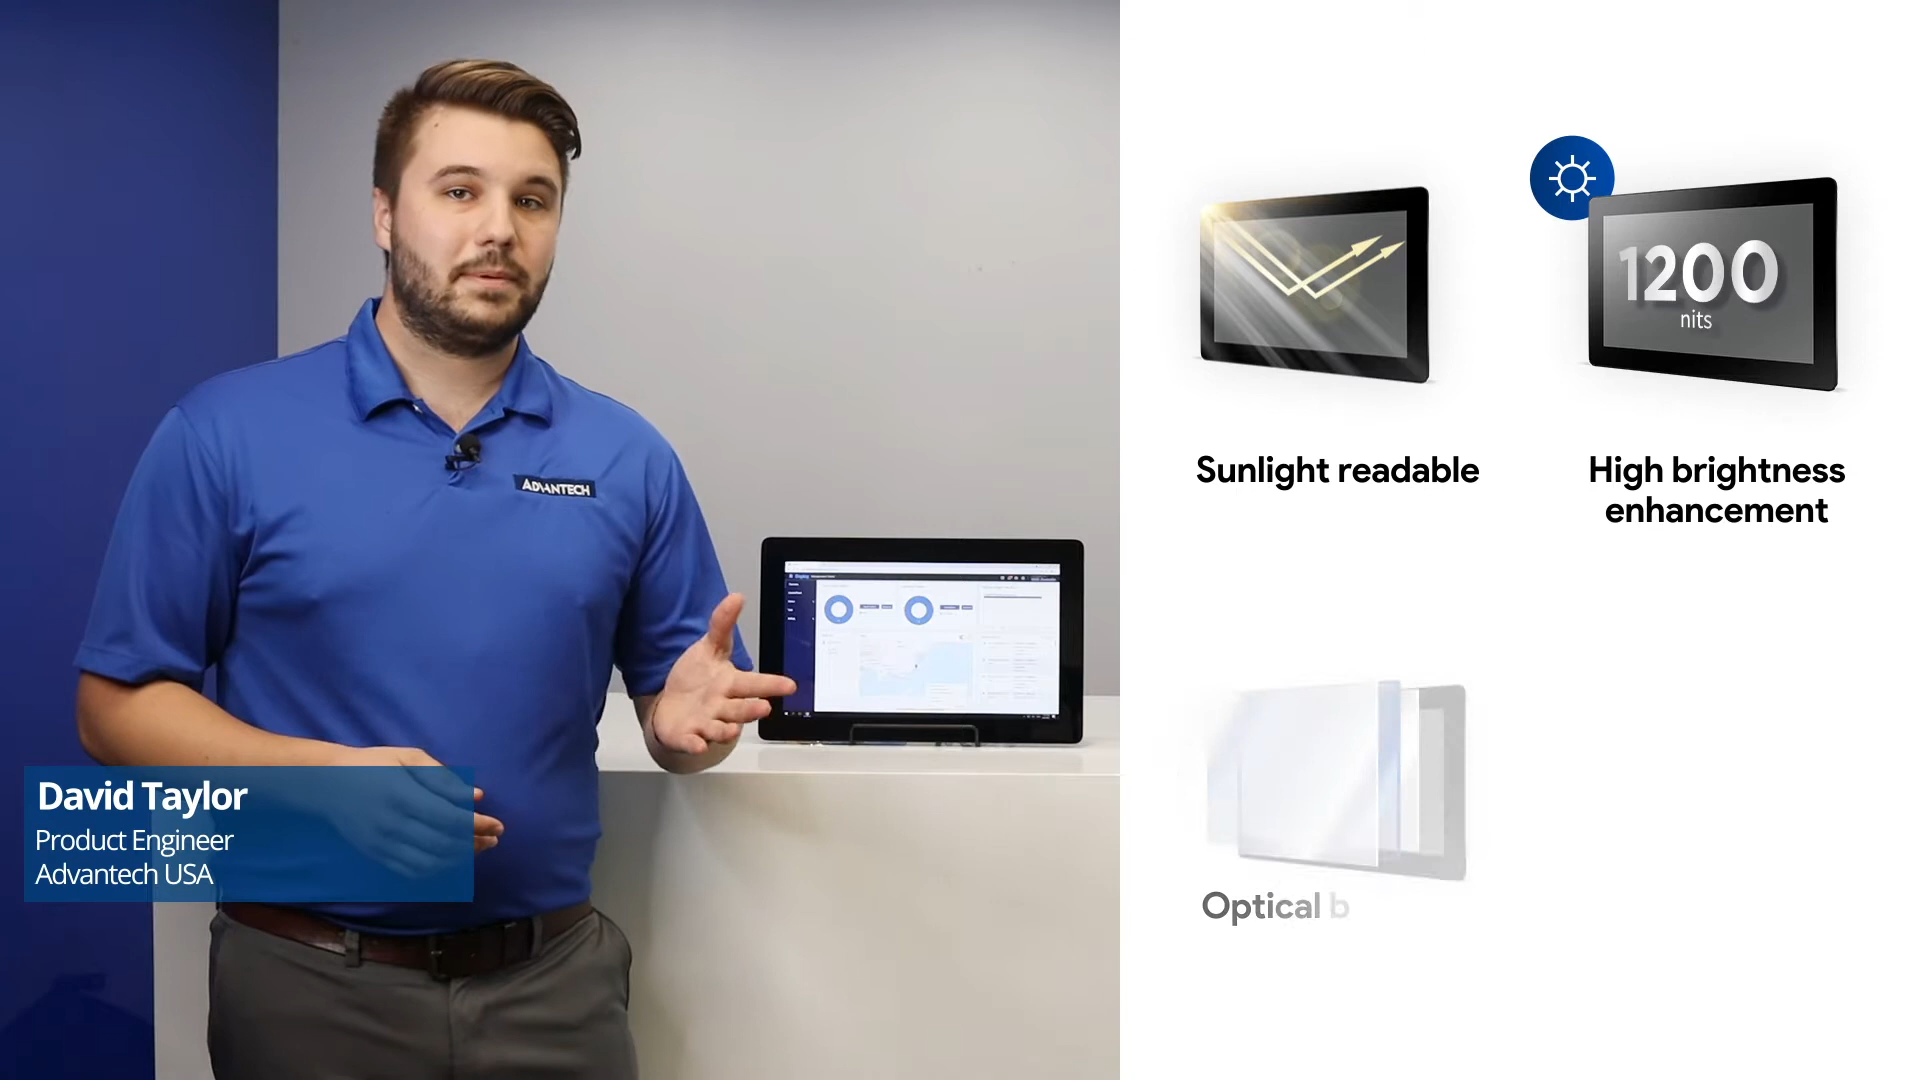 ADVANTECH
David Taylor
Product Engineer
Advantech USA
1200
nits
Sunlight readable
High brightness
enhancement
Optical b